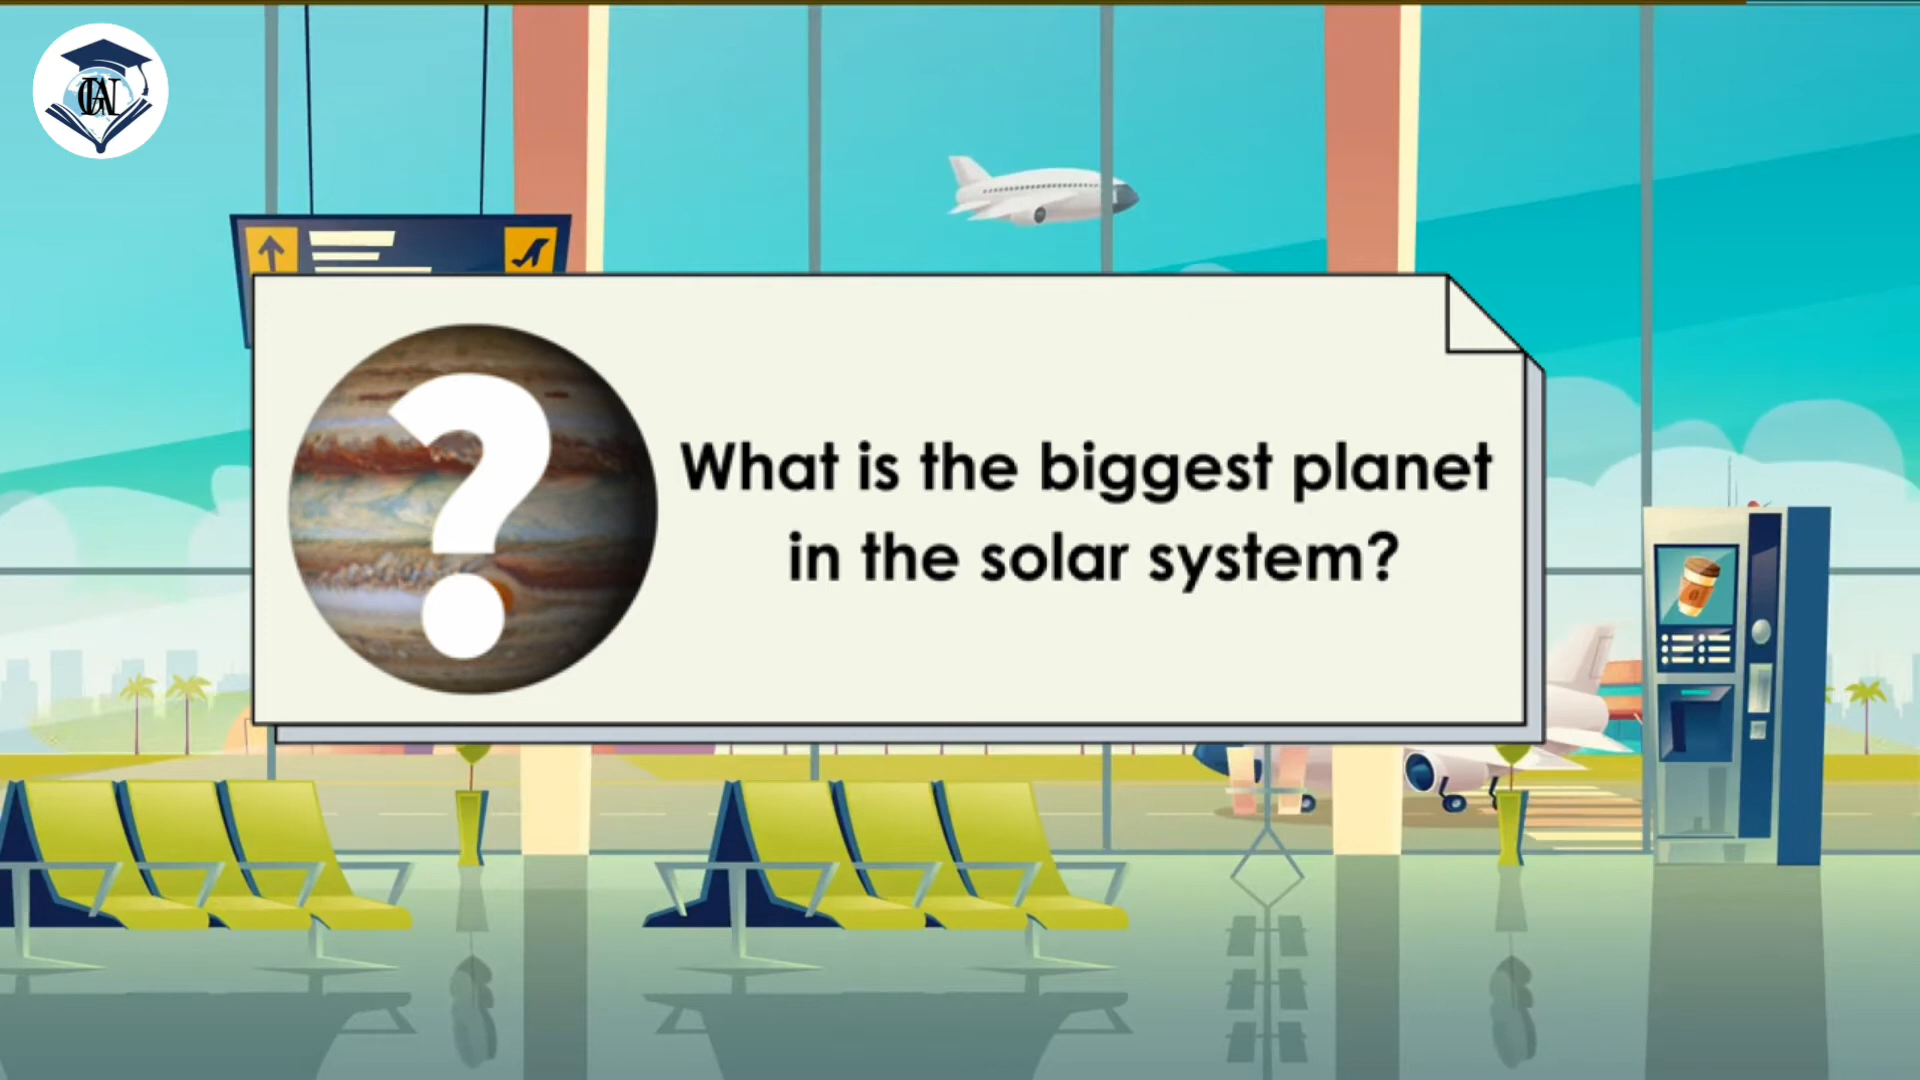 What is the biggest planet
in the solar system?